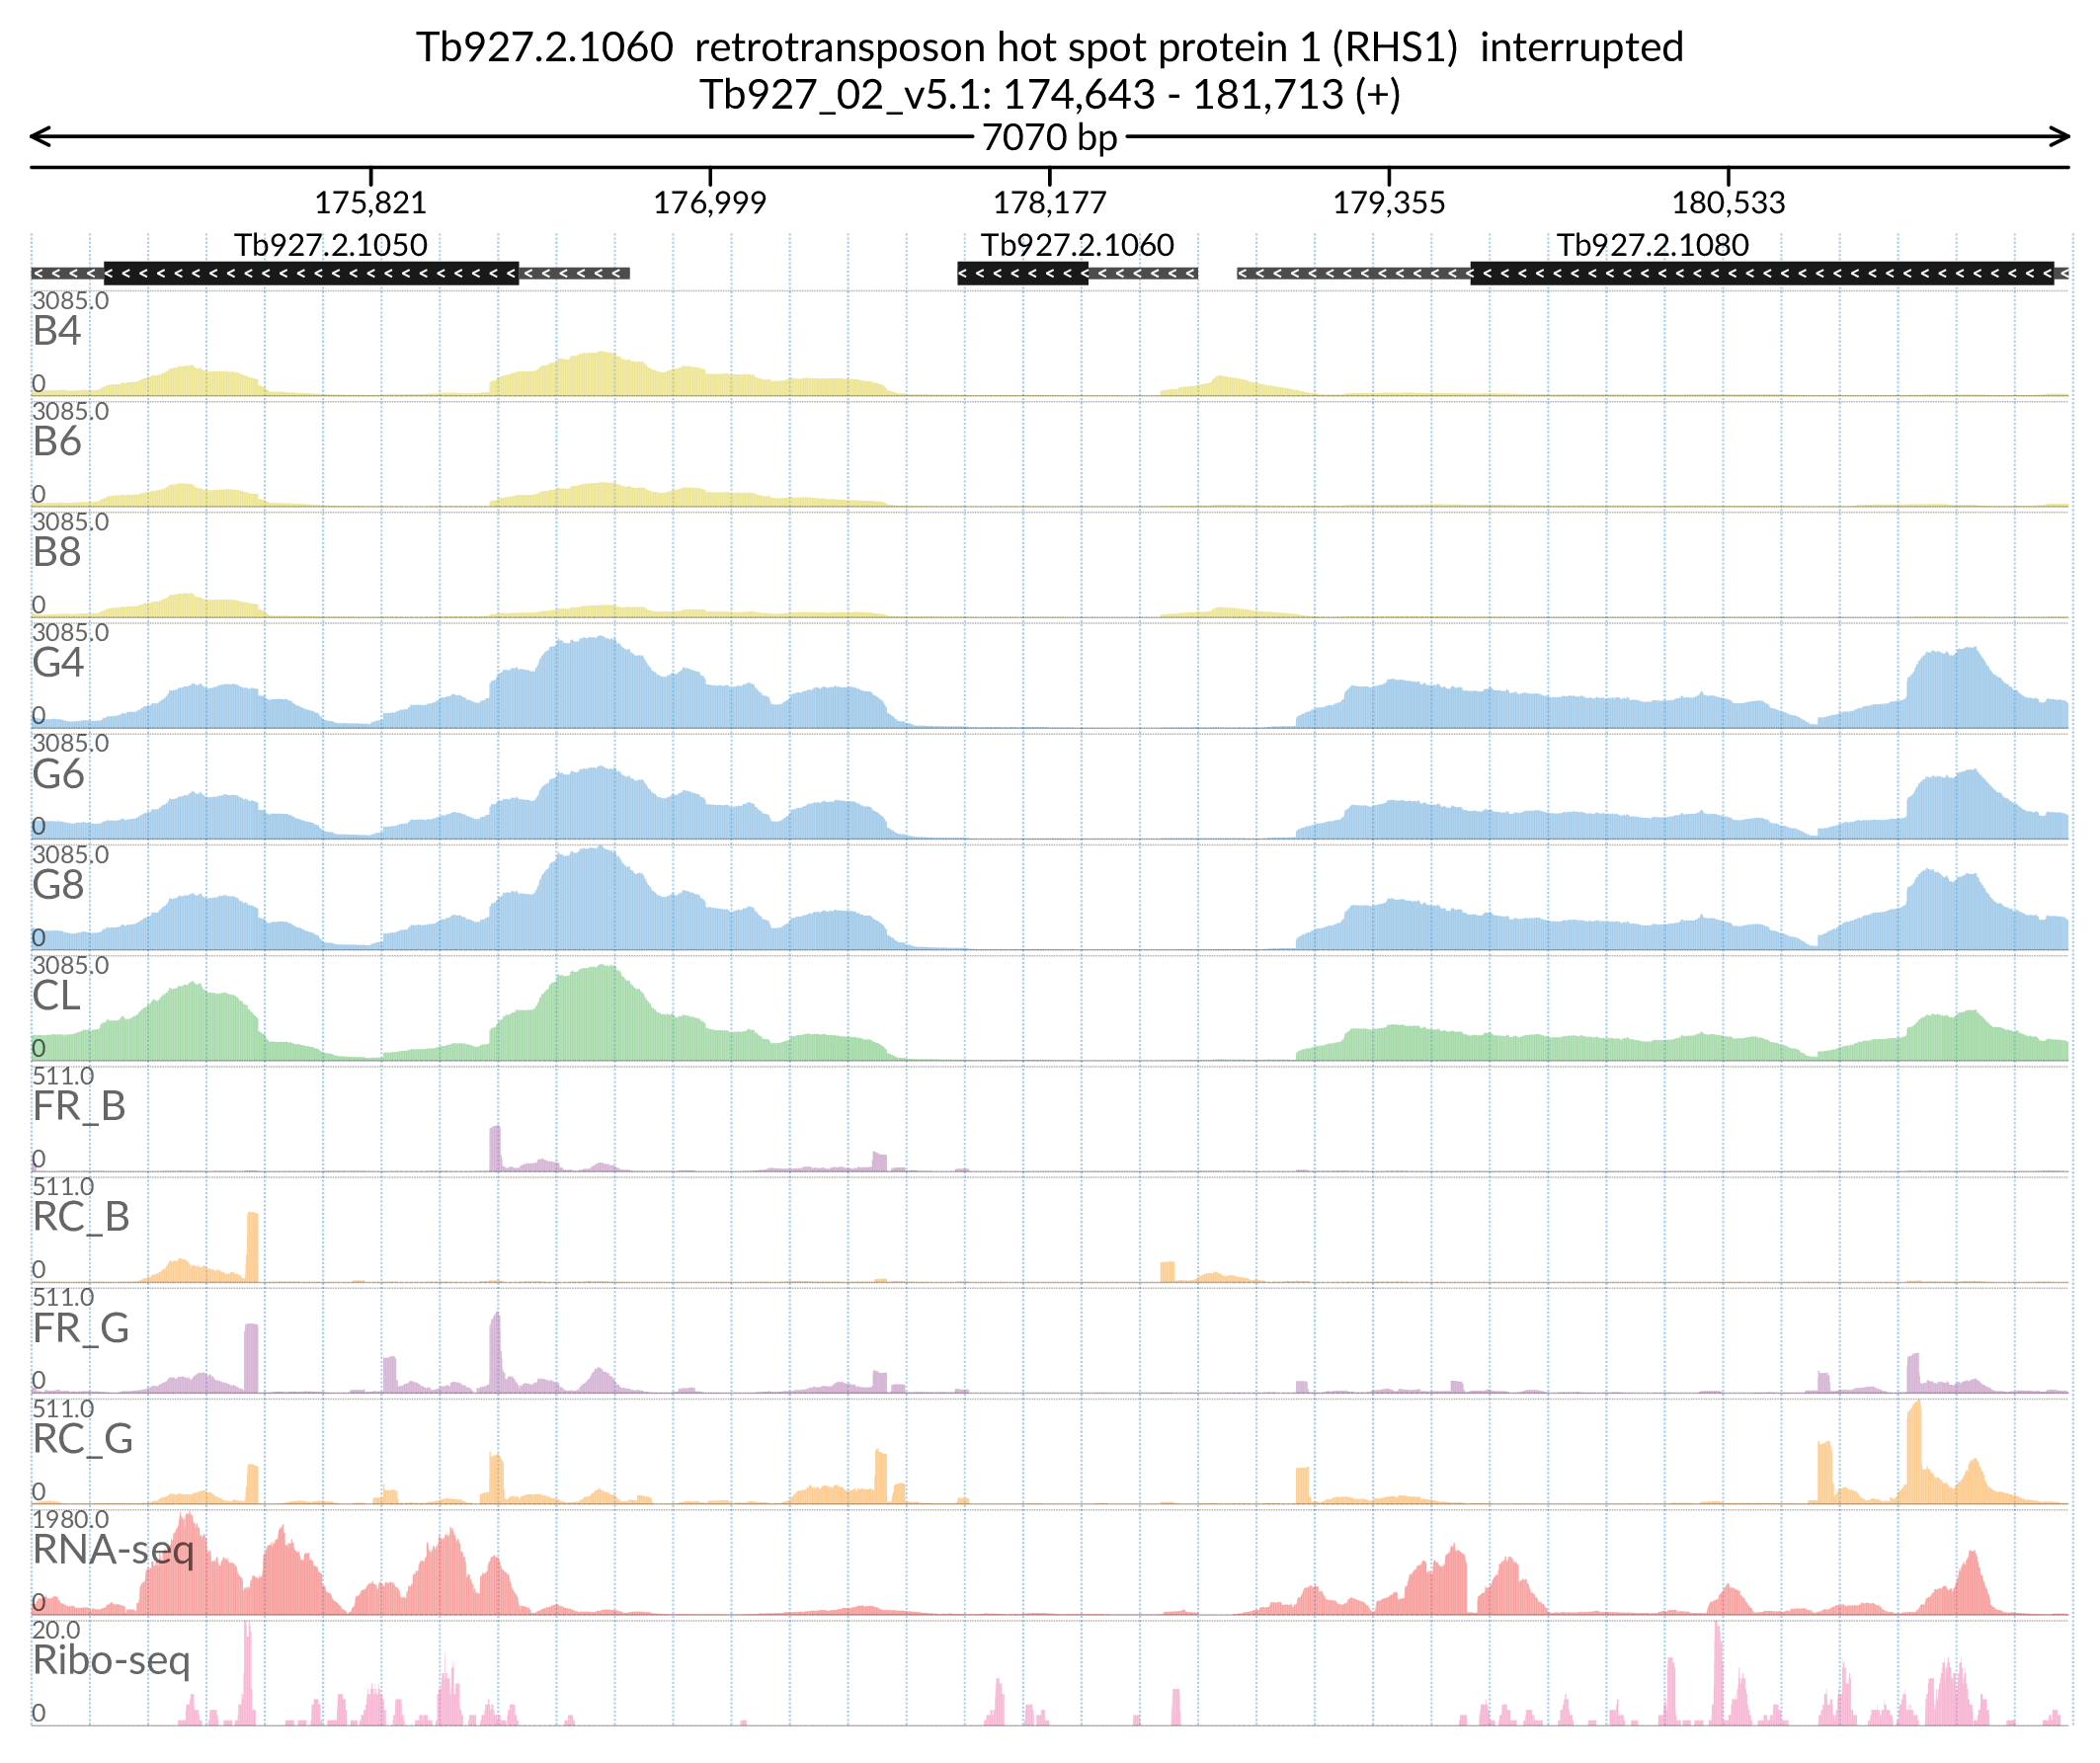 Tb927.2.1060 retrotransposon hot spot protein 1 (RHS1) interrupted
Tb927_02_v5.1: 174,643 - 181,713 (+)
7070 bp
175,821 176,999 178,177 179,355 180,533
Tb927.2.1050 Tb927.2.1060 Tb927.2.1080
3085.0
B4
0
3085.0
B6
0
3085.0
B8
0
3085.0
G4
0
3085.0
G6
0
3085.0
G8
0
3085.0
CL
0
511.0
FR_B
0
511.0
RC_B
0
511.0
FR_G
0
511.0
RC_G
0
1980.0
RNA-seq
0
20.0
Ribo-seq
0